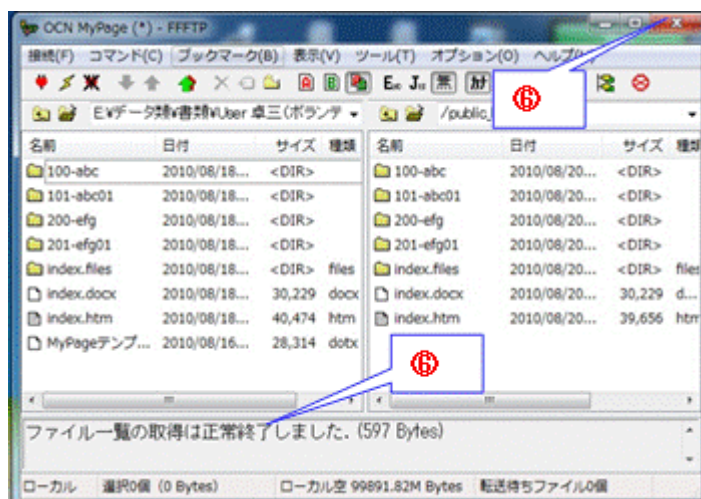 OCN MyPage (*) - FFFTP
接続(F) コマンド(C) ブックマーク(B) 表示(V) ツール(T) オプション(O) ヘルプ(H)
無 カナ
⑥
E:¥データ類¥書類¥User 卓三(ボランテ /public_
名前 日付 サイズ 種類 名前 日付 サイズ 種類
100-abc 2010/08/18... <DIR> 100-abc 2010/08/20... <DIR>
101-abc01 2010/08/18... <DIR> 101-abc01 2010/08/20... <DIR>
200-efg 2010/08/18... <DIR> 200-efg 2010/08/20... <DIR>
201-efg01 2010/08/18... <DIR> 201-efg01 2010/08/20... <DIR>
index.files 2010/08/18... <DIR> files index.files 2010/08/20... <DIR> files
index.docx 2010/08/18... 30,229 docx index.docx 2010/08/20... 30,229 d...
index.htm 2010/08/18... 40,474 htm index.htm 2010/08/20... 39,656 htm
MyPageテンプ... 2010/08/16... 28,314 dotx
⑥
ファイル一覧の取得は正常終了しました. (597 Bytes)
ローカル 選択0個 (0 Bytes) ローカル空 99891.82M Bytes 転送待ちファイル0個